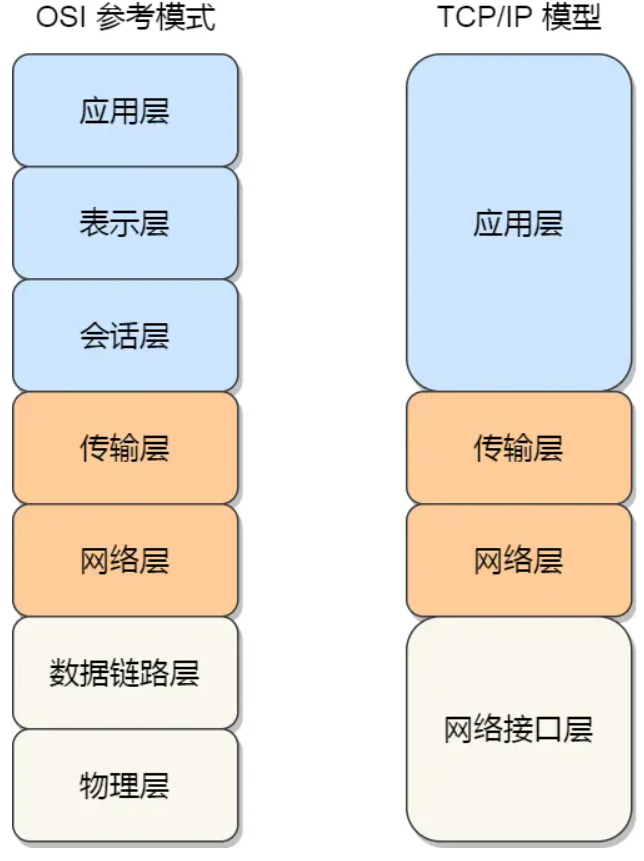 OSI 参考模式
TCP/IP 模型
应用层
表示层
会话层
传输层
网络层
数据链路层
物理层
应用层
传输层
网络层
网络接口层